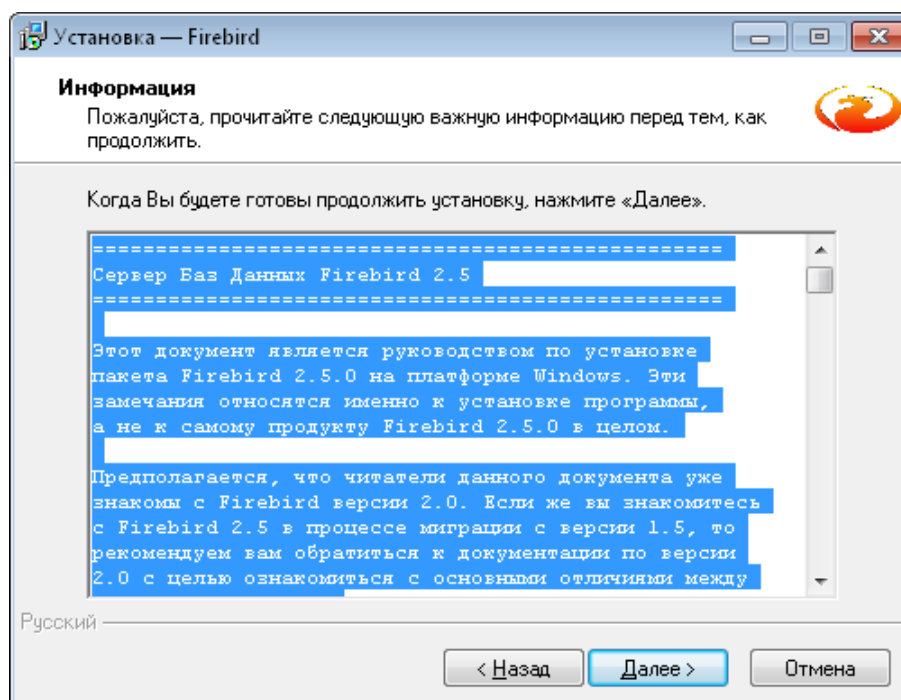 Установка — Firebird
Информация
Пожалуйста, прочитайте следующую важную информацию перед тем, как
продолжить.
Когда Вы будете готовы продолжить установку, нажмите «Далее».
==================================================
Сервер Баз Данных Firebird 2.5
==================================================
Этот документ является руководством по установке
пакета Firebird 2.5.0 на платформе Windows. Эти
замечания относятся именно к установке программы,
а не к самому продукту Firebird 2.5.0 в целом.
Предполагается, что читатели данного документа уже
знакомы с Firebird версии 2.0. Если же вы знакомитесь
с Firebird 2.5 в процессе миграции с версии 1.5, то
рекомендуем вам обратиться к документации по версии
2.0 с целью ознакомиться с основными отличиями между
Русский
< Назад
Далее >
Отмена